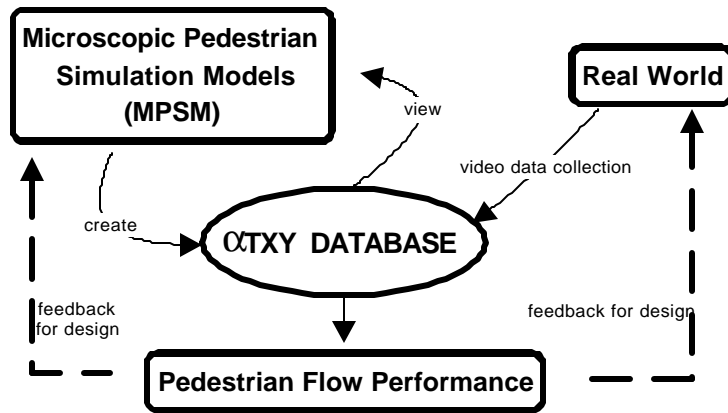 Microscopic Pedestrian
Simulation Models
(MPSM)
Real World
view
video data collection
create
αTXY DATABASE
feedback
for design
feedback for design
Pedestrian Flow Performance